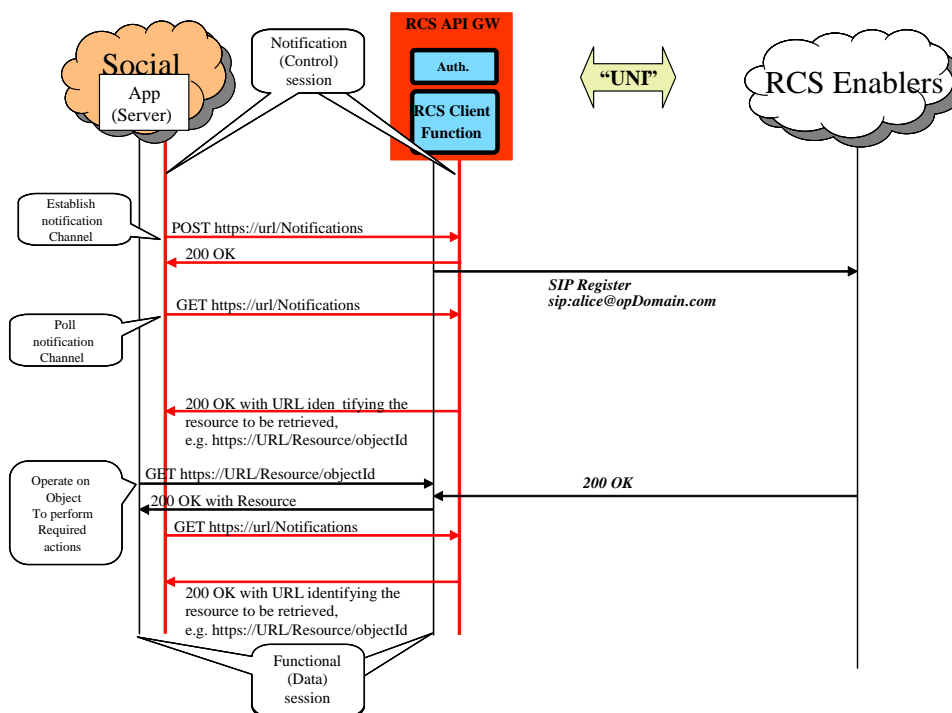 Social
App
(Server)
Notification
(Control)
session
RCS API GW
Auth.
RCS Client
Function
“UNI”
RCS Enablers
Establish
notification
Channel
POST https://url/Notifications
200 OK
SIP Register
sip:alice@opDomain.com
GET https://url/Notifications
Poll
notification
Channel
200 OK with URL iden tifying the
resource to be retrieved,
e.g. https://URL/Resource/objectId
Operate on
Object
To perform
Required
actions
GET https://URL/Resource/objectId
200 OK
200 OK with Resource
GET https://url/Notifications
200 OK with URL identifying the
resource to be retrieved,
e.g. https://URL/Resource/objectId
Functional
(Data)
session